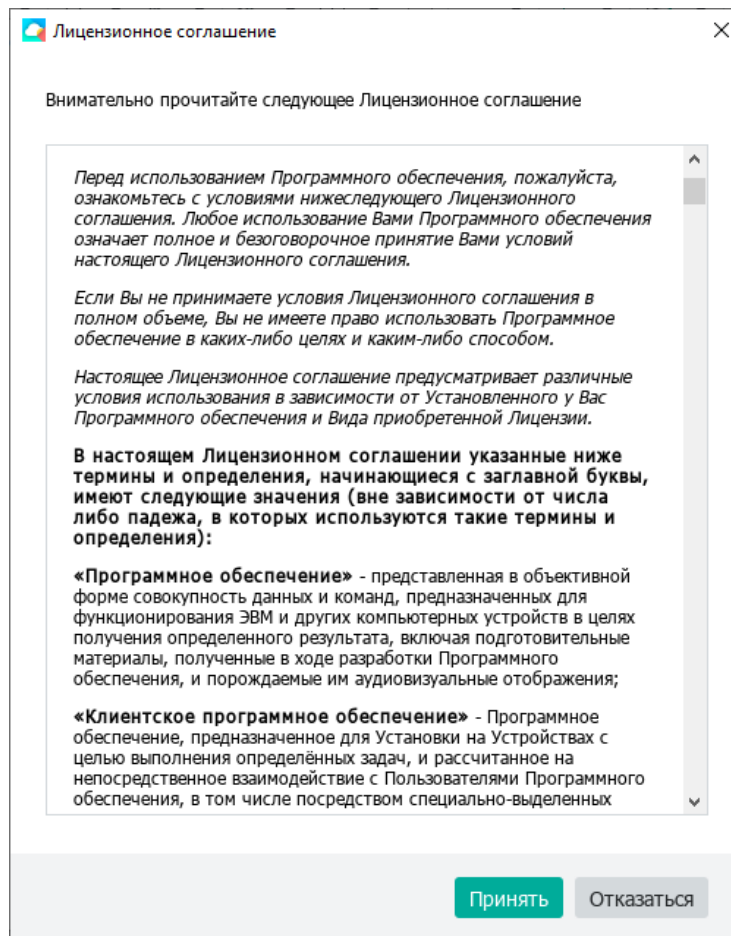 Лицензионное соглашение
Внимательно прочитайте следующее Лицензионное соглашение
Перед использованием Программного обеспечения, пожалуйста,
ознакомьтесь с условиями нижеследующего Лицензионного
соглашения. Любое использование Вами Программного обеспечения
означает полное и безоговорочное принятие Вами условий
настоящего Лицензионного соглашения.
Если Вы не принимаете условия Лицензионного соглашения в
полном объеме, Вы не имеете право использовать Программное
обеспечение в каких-либо целях и каким-либо способом.
Настоящее Лицензионное соглашение предусматривает различные
условия использования в зависимости от Установленного у Вас
Программного обеспечения и Вида приобретенной Лицензии.
В настоящем Лицензионном соглашении указанные ниже
термины и определения, начинающиеся с заглавной буквы,
имеют следующие значения (вне зависимости от числа
либо падежа, в которых используются такие термины и
определения):
«Программное обеспечение» - представленная в объективной
форме совокупность данных и команд, предназначенных для
функционирования ЭВМ и других компьютерных устройств в целях
получения определенного результата, включая подготовительные
материалы, полученные в ходе разработки Программного
обеспечения, и порождаемые им аудиовизуальные отображения;
«Клиентское программное обеспечение» - Программное
обеспечение, предназначенное для Установки на Устройствах с
целью выполнения определённых задач, и рассчитанное на
непосредственное взаимодействие с Пользователями Программного
обеспечения, в том числе посредством специально-выделенных
Принять Отказаться